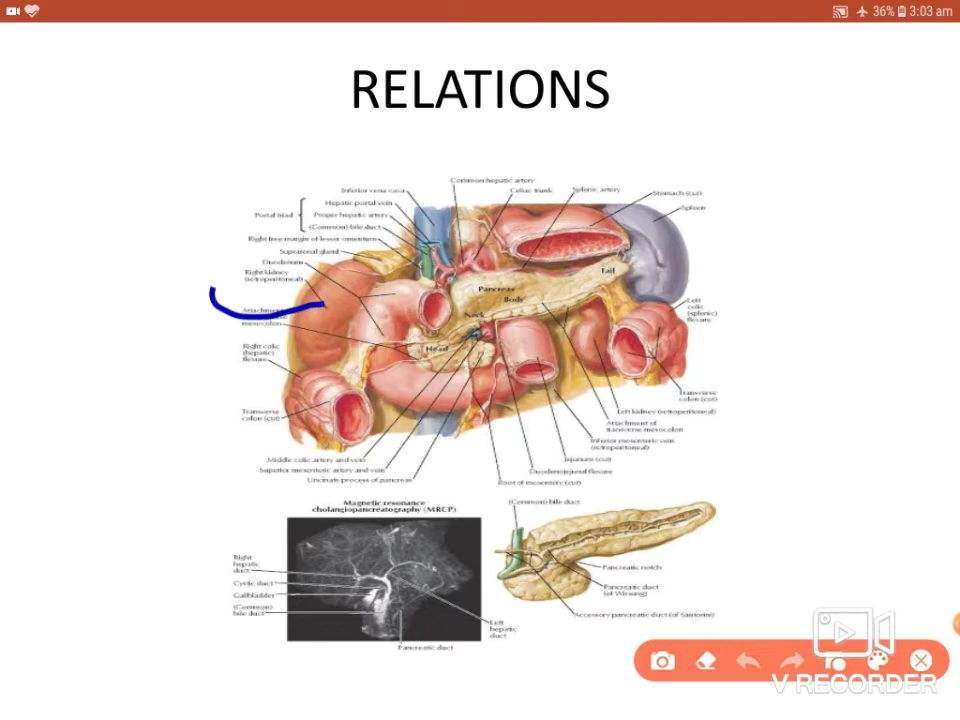 36% 3:03 am
RELATIONS
Common hepatic artery
Inferior vena cava
Celiac trunk
Splenic artery
Stomach (cut)
Hepatic portal vein
Spleen
Portal triad
Proper hepatic artery
(Common) bile duct
Right free margin of lesser omentum
Suprarenal gland
Duodenum
Right kidney
(retroperitoneal)
Tail
Pancreas
Body
Neck
Head
Attachment
mesocolon
Left
colic
(splenic)
flexure
Right colic
(hepatic)
flexure
Transverse
colon (cut)
Transverse
colon (cut)
Left kidney (retroperitoneal)
Attachment of
transverse mesocolon
Inferior mesenteric vein
(retroperitoneal)
Jejunum (cut)
Duodenojejunal flexure
Root of mesentery (cut)
Middle colic artery and vein
Superior mesenteric artery and vein
Uncinate process of pancreas
Magnetic resonance
cholangiopancreatography (MRCP)
Right
hepatic
duct
Cystic duct
Gallbladder
(Common)
bile duct
Left
hepatic
duct
Pancreatic duct
(Common) bile duct
Pancreatic notch
Pancreatic duct
(of Wirsung)
Accessory pancreatic duct (of Santorini)
V RECORDER